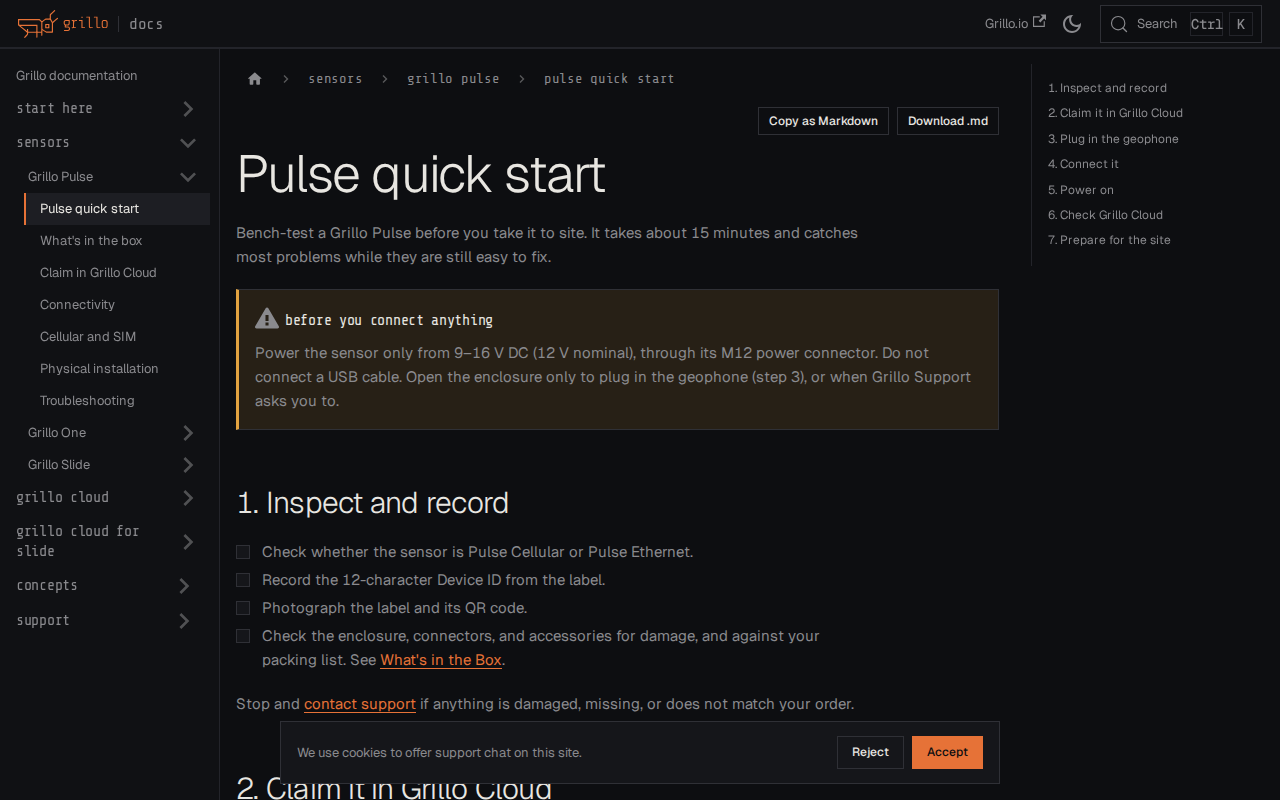 grillo docs
Grillo.io
Search Ctrl K
Grillo documentation
start here
sensors
Grillo Pulse
Pulse quick start
What's in the box
Claim in Grillo Cloud
Connectivity
Cellular and SIM
Physical installation
Troubleshooting
Grillo One
Grillo Slide
grillo cloud
grillo cloud for
slide
concepts
support
sensors grillo pulse pulse quick start
Copy as Markdown Download .md
Pulse quick start
Bench-test a Grillo Pulse before you take it to site. It takes about 15 minutes and catches
most problems while they are still easy to fix.
before you connect anything
Power the sensor only from 9–16 V DC (12 V nominal), through its M12 power connector. Do not
connect a USB cable. Open the enclosure only to plug in the geophone (step 3), or when Grillo Support
asks you to.
1. Inspect and record
Check whether the sensor is Pulse Cellular or Pulse Ethernet.
Record the 12-character Device ID from the label.
Photograph the label and its QR code.
Check the enclosure, connectors, and accessories for damage, and against your
packing list. See What's in the Box.
Stop and contact support if anything is damaged, missing, or does not match your order.
2. Claim it in Grillo Cloud
1. Inspect and record
2. Claim it in Grillo Cloud
3. Plug in the geophone
4. Connect it
5. Power on
6. Check Grillo Cloud
7. Prepare for the site
We use cookies to offer support chat on this site.
Reject Accept